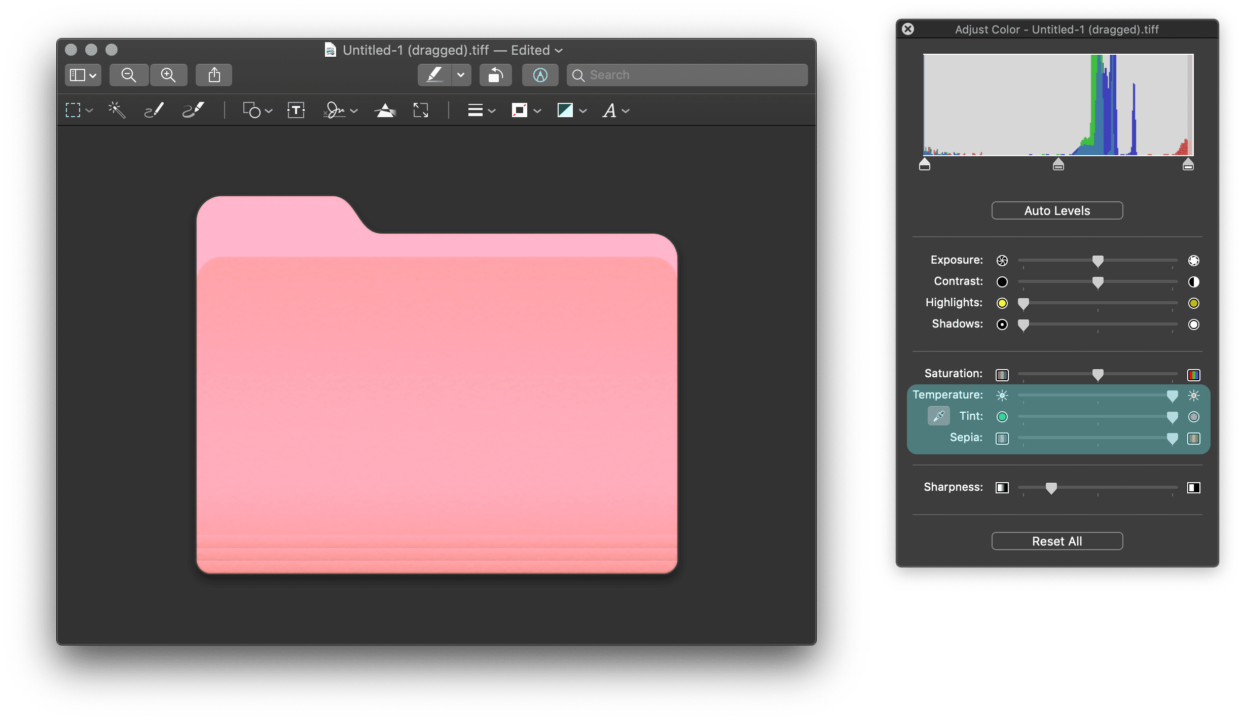 Untitled-1 (dragged).tiff — Edited
Search
T
A
Adjust Color - Untitled-1 (dragged).tiff
Auto Levels
Exposure:
Contrast:
Highlights:
Shadows:
Saturation:
Temperature:
Tint:
Sepia:
Sharpness:
Reset All